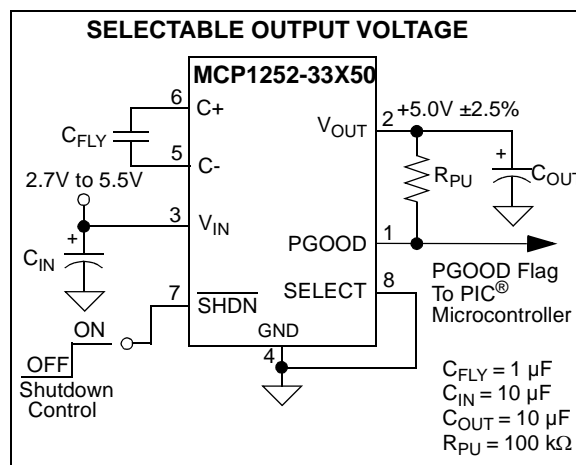 SELECTABLE OUTPUT VOLTAGE
MCP1252-33X50
6
C+
C_FLY
5
C-
2.7V to 5.5V
3
V_IN
+
C_IN
7
SHDN
ON
OFF
Shutdown
Control
GND
4
V_OUT
2
+5.0V ±2.5%
R_PU
+
C_OUT
PGOOD
1
PGOOD Flag
To PIC®
Microcontroller
SELECT
8
C_FLY = 1 µF
C_IN = 10 µF
C_OUT = 10 µF
R_PU = 100 kΩ